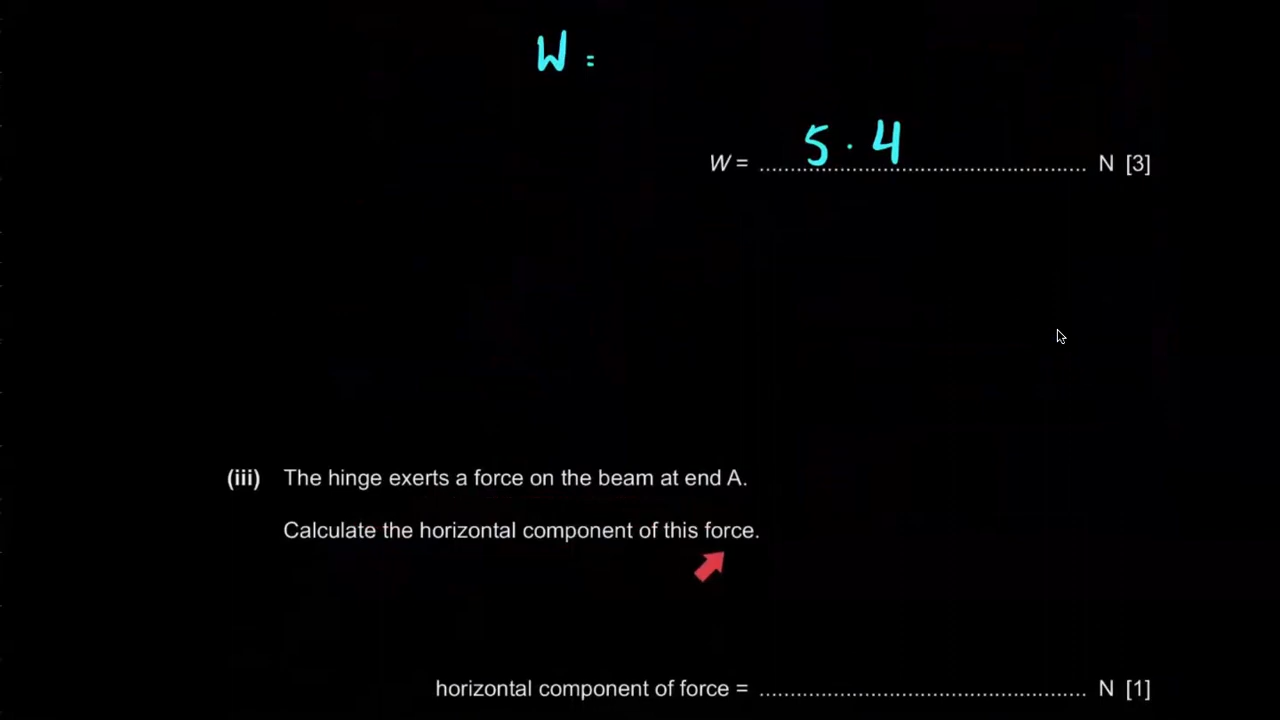 W =
W = ........5.4........ N [3]
(iii) The hinge exerts a force on the beam at end A.
Calculate the horizontal component of this force.
horizontal component of force = ................ N [1]